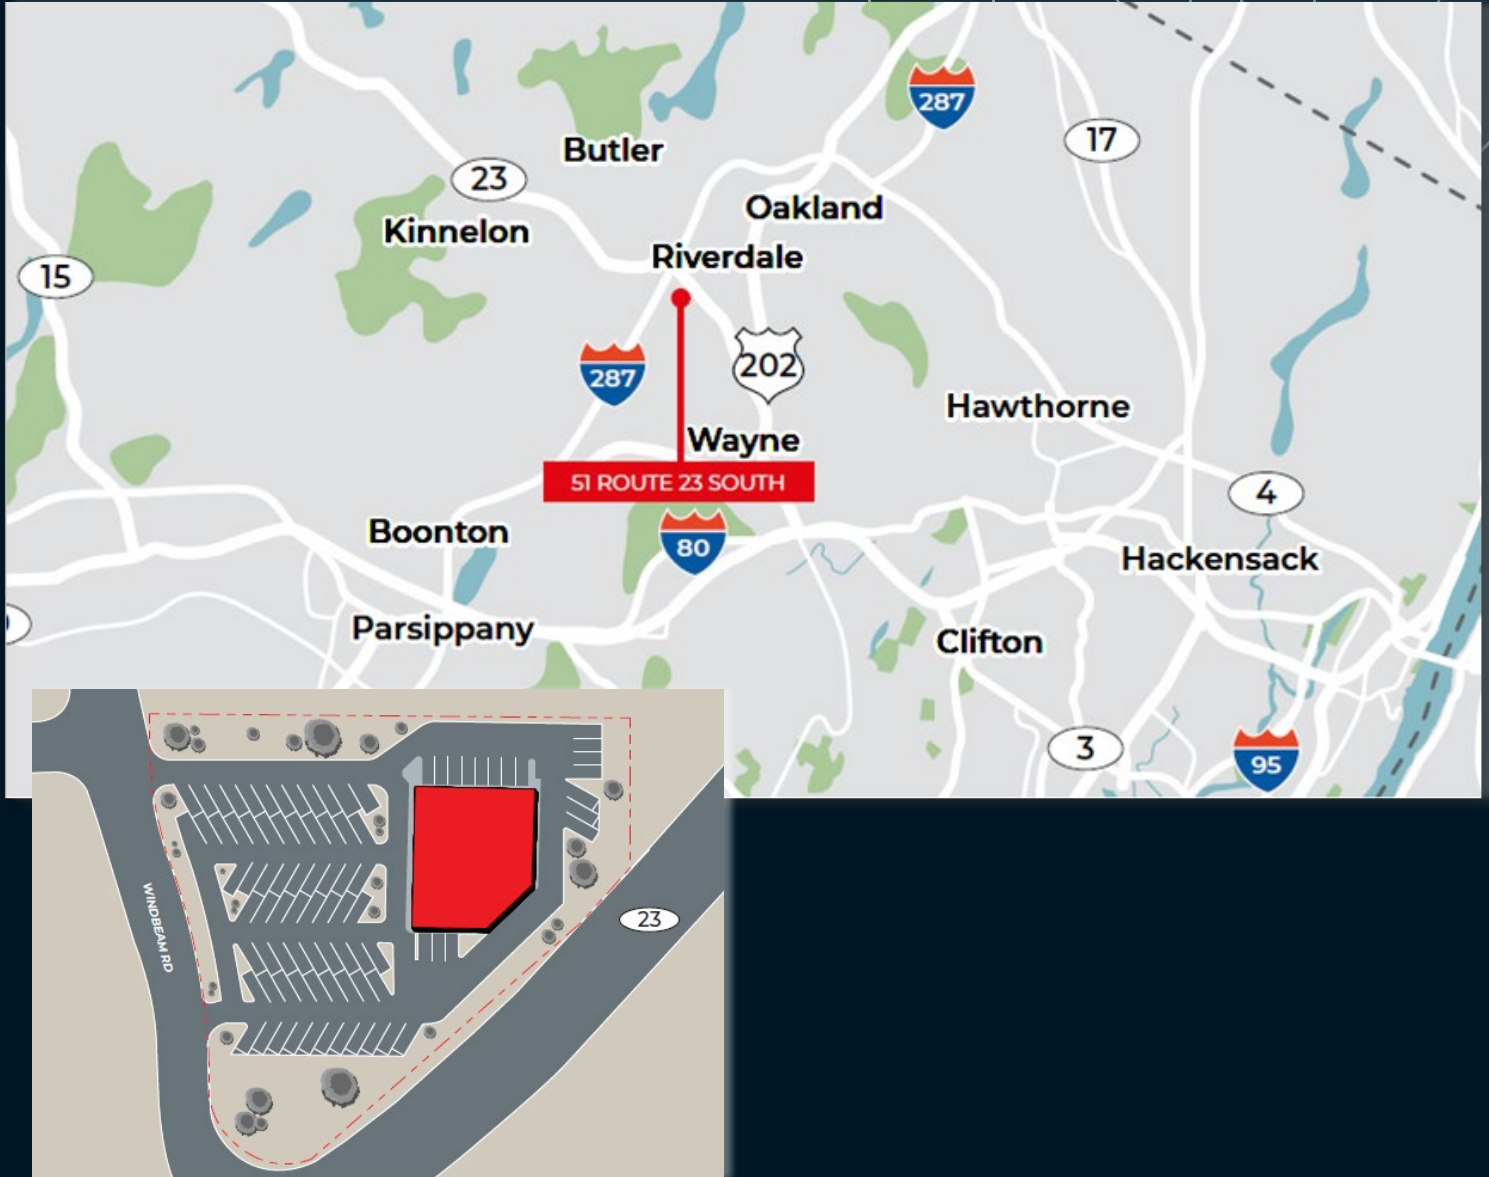 287
17
Butler
23
Kinnelon
Oakland
Riverdale
15
287
202
Hawthorne
Wayne
51 ROUTE 23 SOUTH
4
Boonton
80
Hackensack
Parsippany
Clifton
3
95
WINDBEAM RD
23